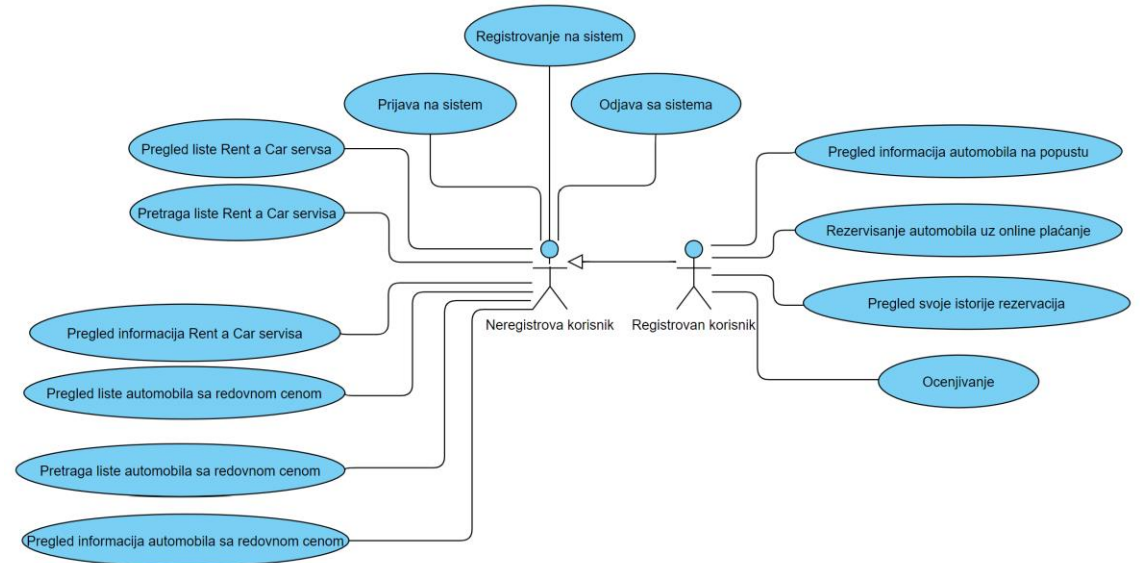 Registrovanje na sistem
Prijava na sistem
Odjava sa sistema
Pregled liste Rent a Car servsa
Pretraga liste Rent a Car servisa
Pregled informacija Rent a Car servisa
Pregled liste automobila sa redovnom cenom
Pretraga liste automobila sa redovnom cenom
Pregled informacija automobila sa redovnom cenom
Neregistrova korisnik
Registrovan korisnik
Pregled informacija automobila na popustu
Rezervisanje automobila uz online plaćanje
Pregled svoje istorije rezervacija
Ocenjivanje